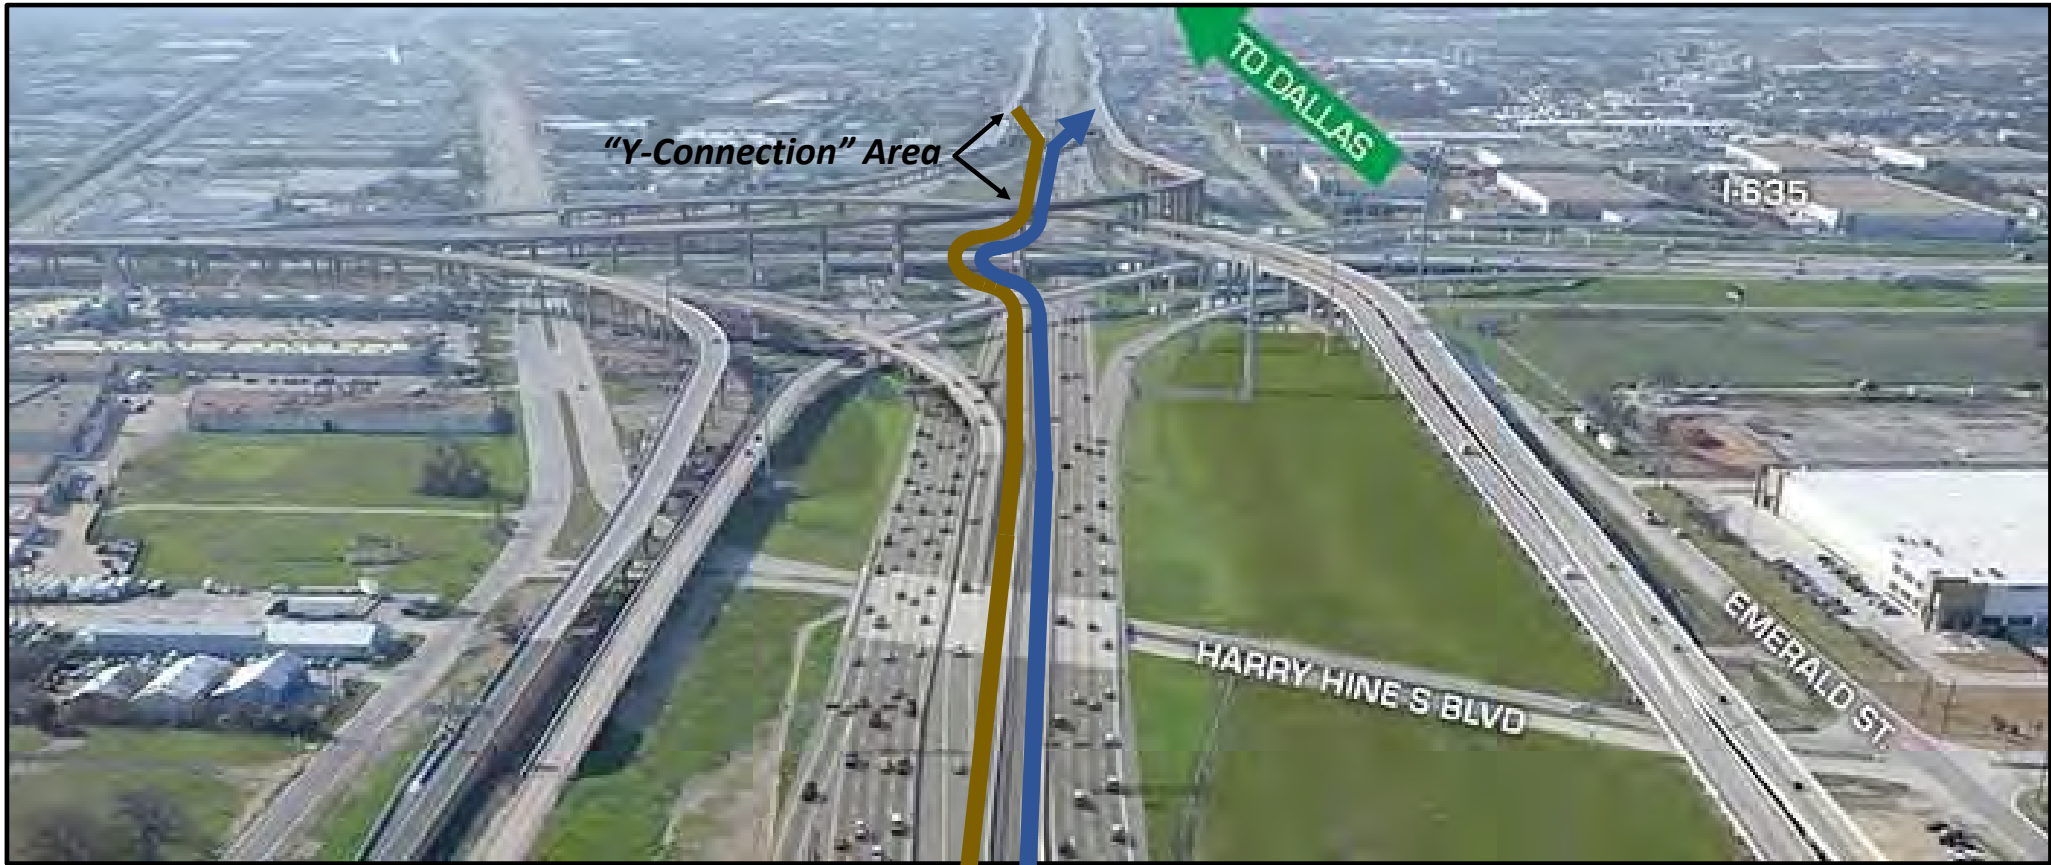 TO DALLAS
“Y-Connection” Area
I-635
EMERALD ST.
HARRY HINE S BLVD